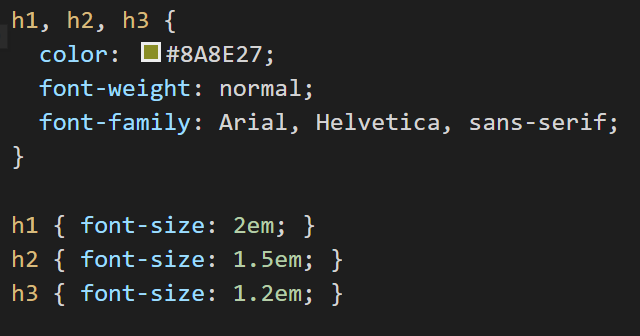 h1, h2, h3 {
  color: #8A8E27;
  font-weight: normal;
  font-family: Arial, Helvetica, sans-serif;
}
h1 { font-size: 2em; }
h2 { font-size: 1.5em; }
h3 { font-size: 1.2em; }